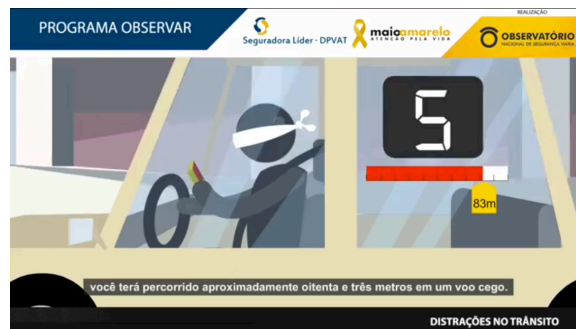 REALIZAÇÃO
PROGRAMA OBSERVAR
Seguradora Líder · DPVAT
maioamarelo
ATENÇÃO PELA VIDA
OBSERVATÓRIO
NACIONAL DE SEGURANÇA VIÁRIA
5
83m
você terá percorrido aproximadamente oitenta e três metros em um voo cego.
DISTRAÇÕES NO TRÂNSITO